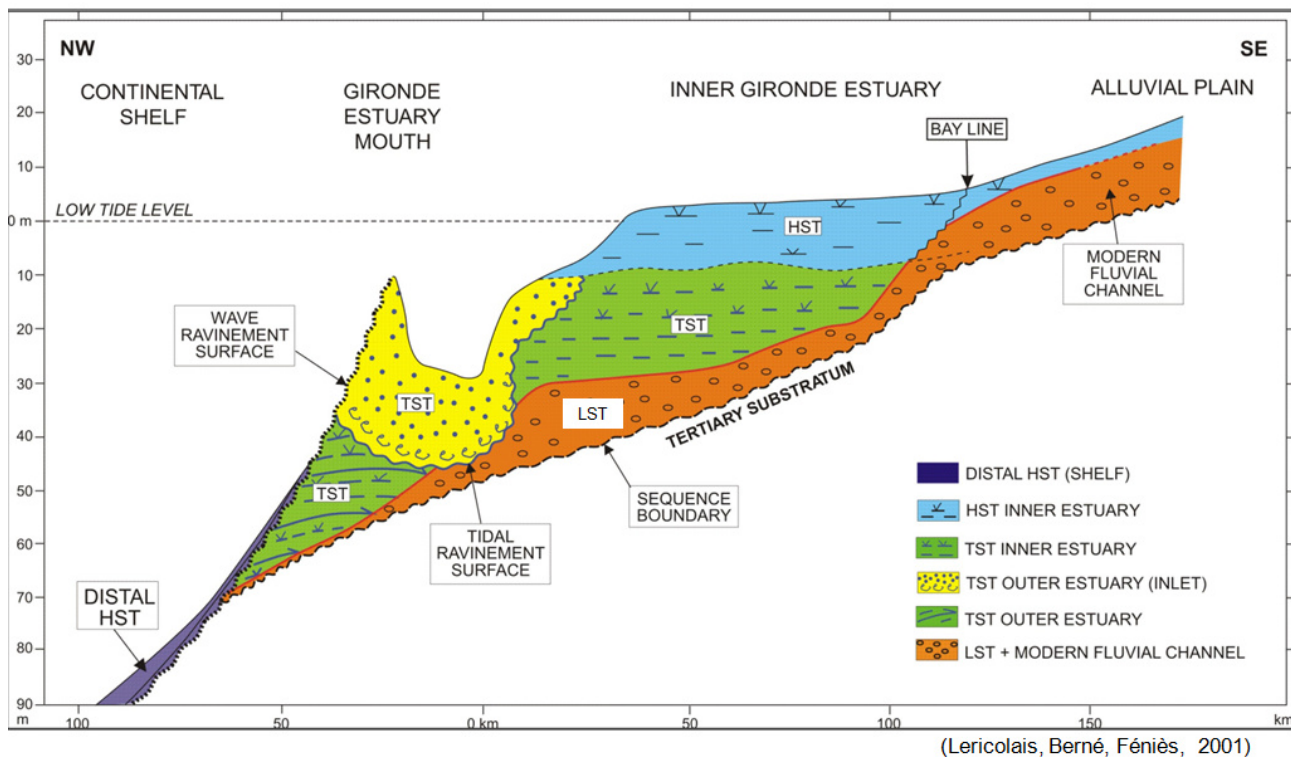 NW
SE
CONTINENTAL
SHELF
GIRONDE
ESTUARY
MOUTH
INNER GIRONDE ESTUARY
ALLUVIAL PLAIN
BAY LINE
30
20
10
0 m
10
20
30
40
50
60
70
80
90
m
LOW TIDE LEVEL
HST
MODERN
FLUVIAL
CHANNEL
WAVE
RAVINEMENT
SURFACE
TST
TST
LST
TERTIARY SUBSTRATUM
TST
SEQUENCE
BOUNDARY
TIDAL
RAVINEMENT
SURFACE
DISTAL
HST
DISTAL HST (SHELF)
HST INNER ESTUARY
TST INNER ESTUARY
TST OUTER ESTUARY (INLET)
TST OUTER ESTUARY
LST + MODERN FLUVIAL CHANNEL
100
50
0 km
50
100
150
km
(Lericolais, Berné, Féniès, 2001)